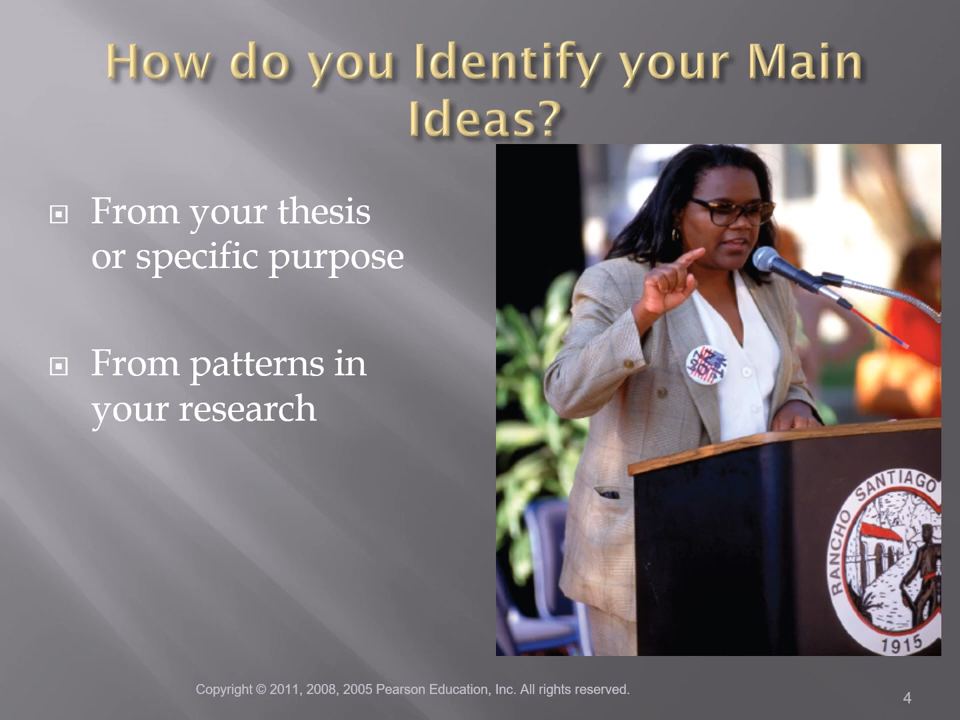 How do you Identify your Main
Ideas?
From your thesis
or specific purpose
From patterns in
your research
RANCHO SANTIAGO
1915
Copyright © 2011, 2008, 2005 Pearson Education, Inc. All rights reserved.
4